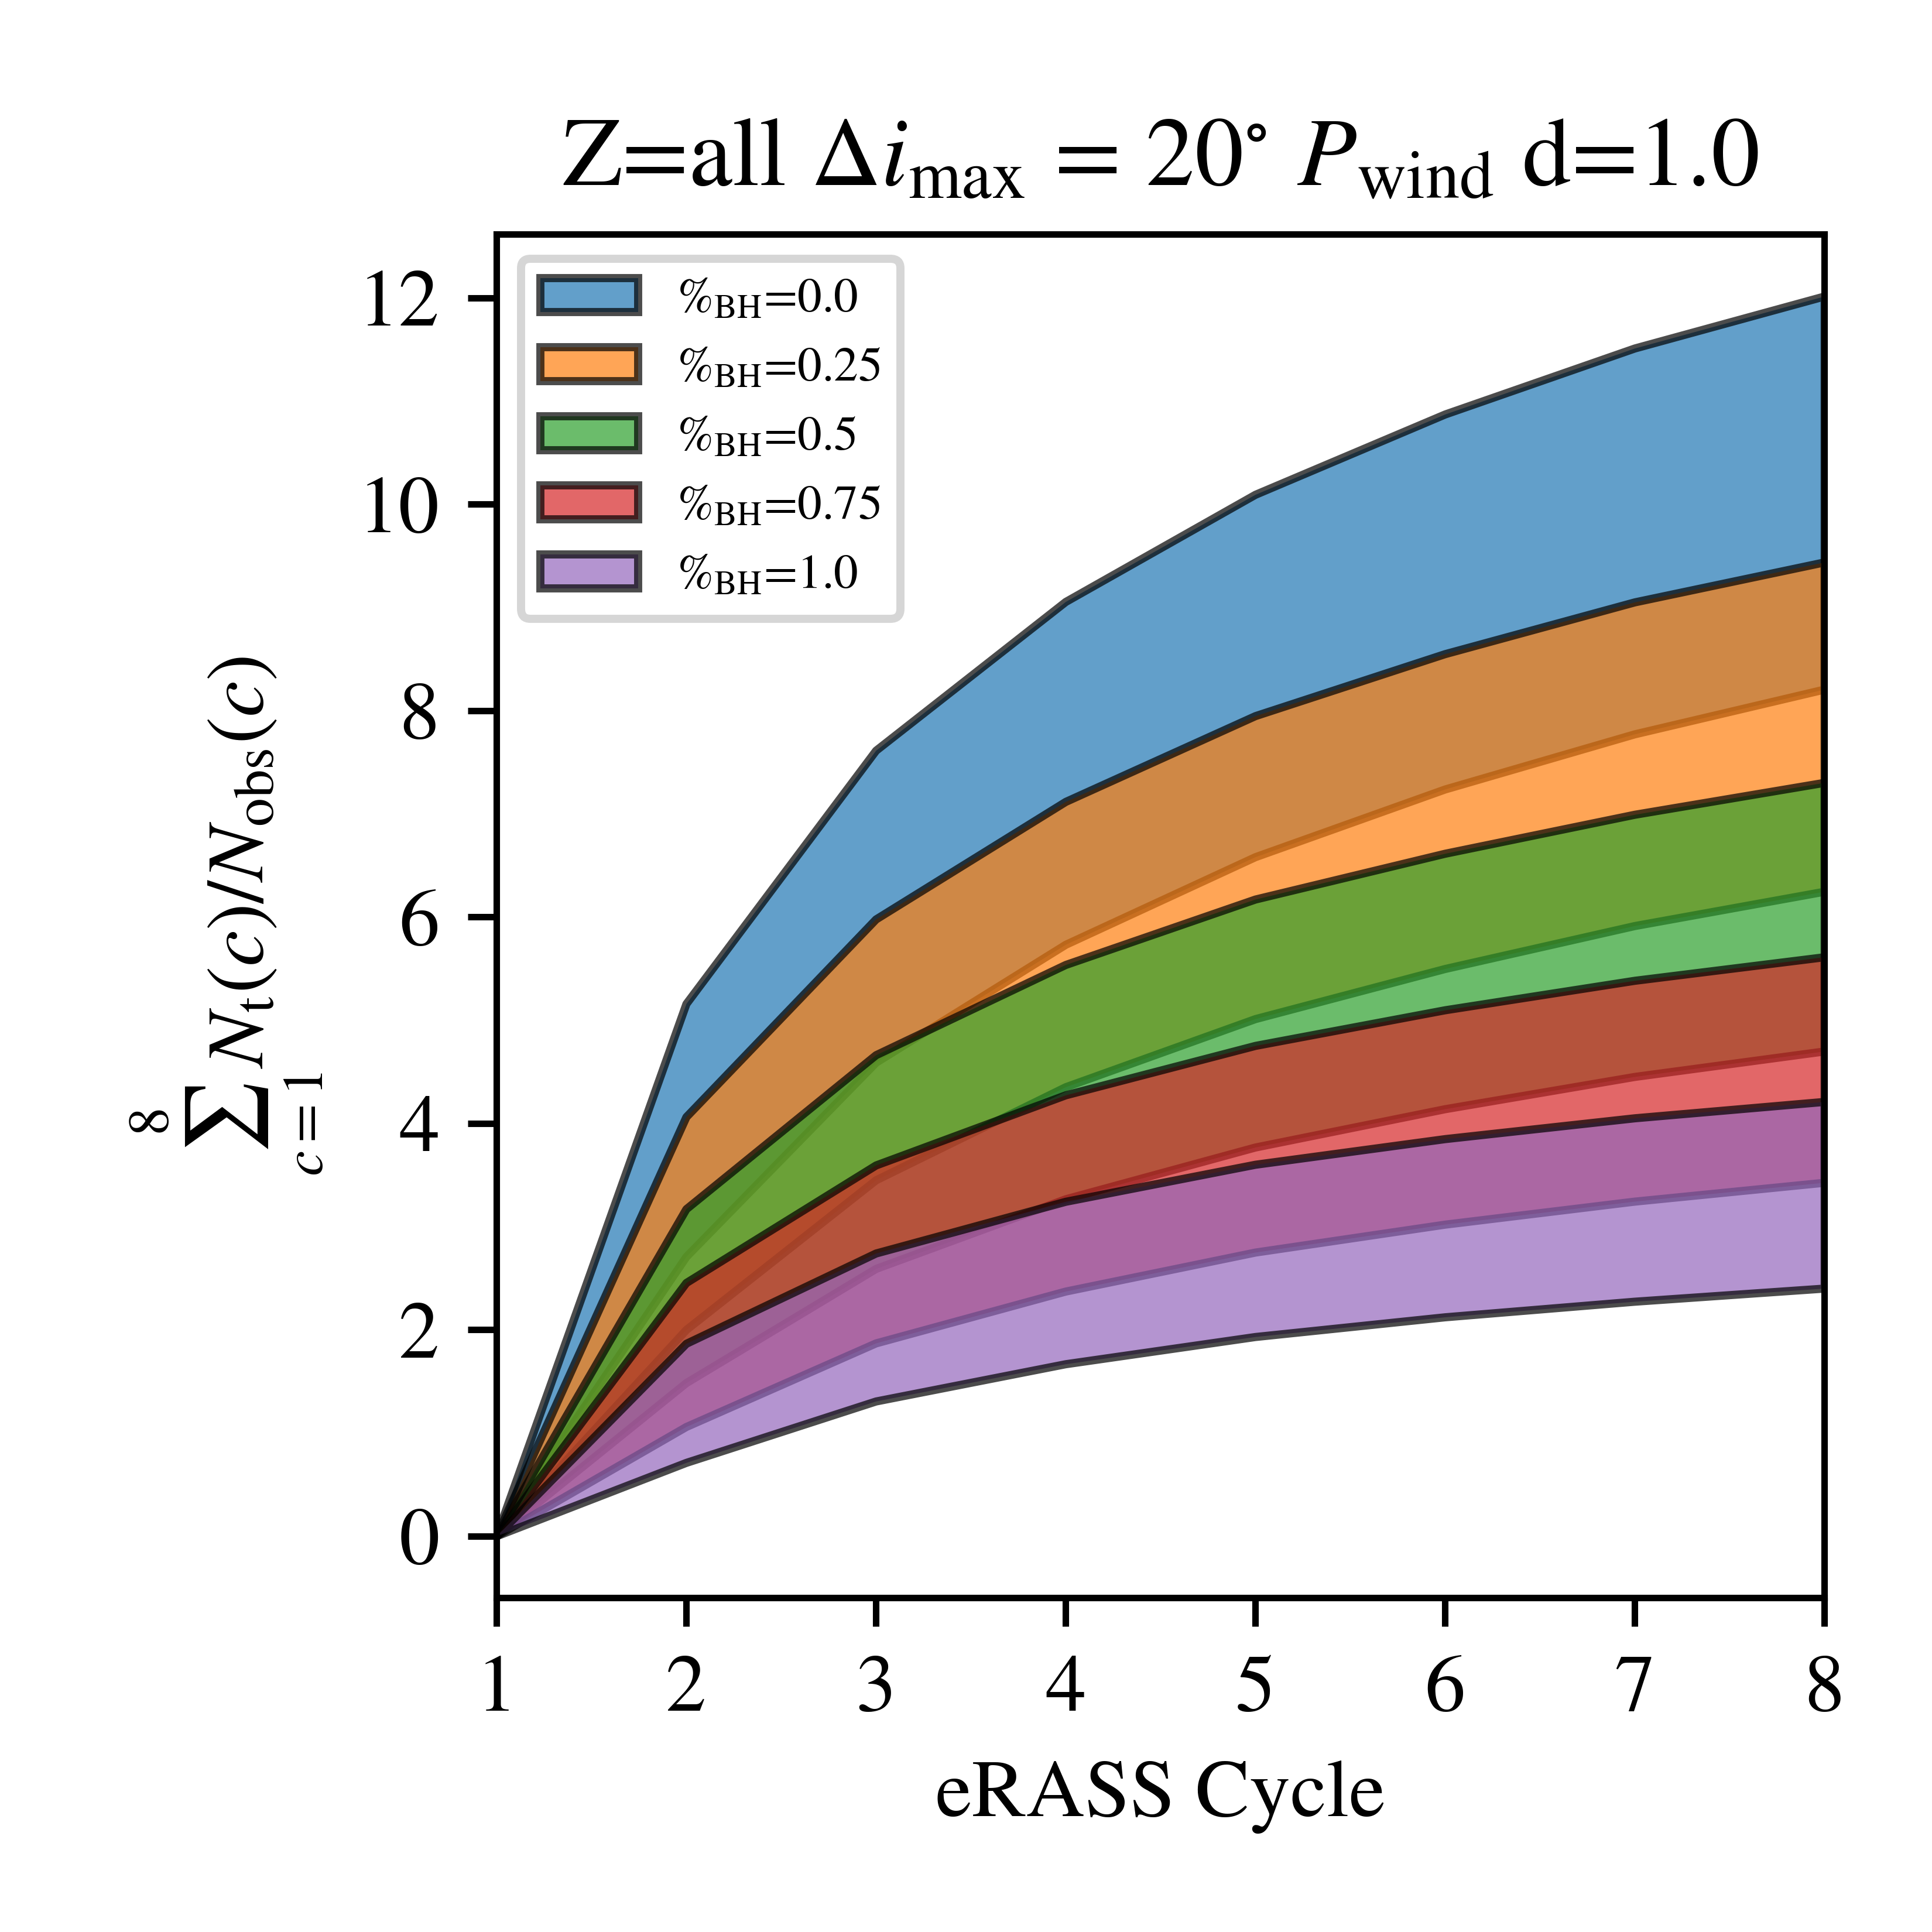 Z=all Δi_max = 20° P_wind d=1.0
%_BH=0.0
%_BH=0.25
%_BH=0.5
%_BH=0.75
%_BH=1.0
12
10
8
6
4
2
0
∑_{c=1}^{8} N_t(c)/N_obs(c)
1 2 3 4 5 6 7 8
eRASS Cycle